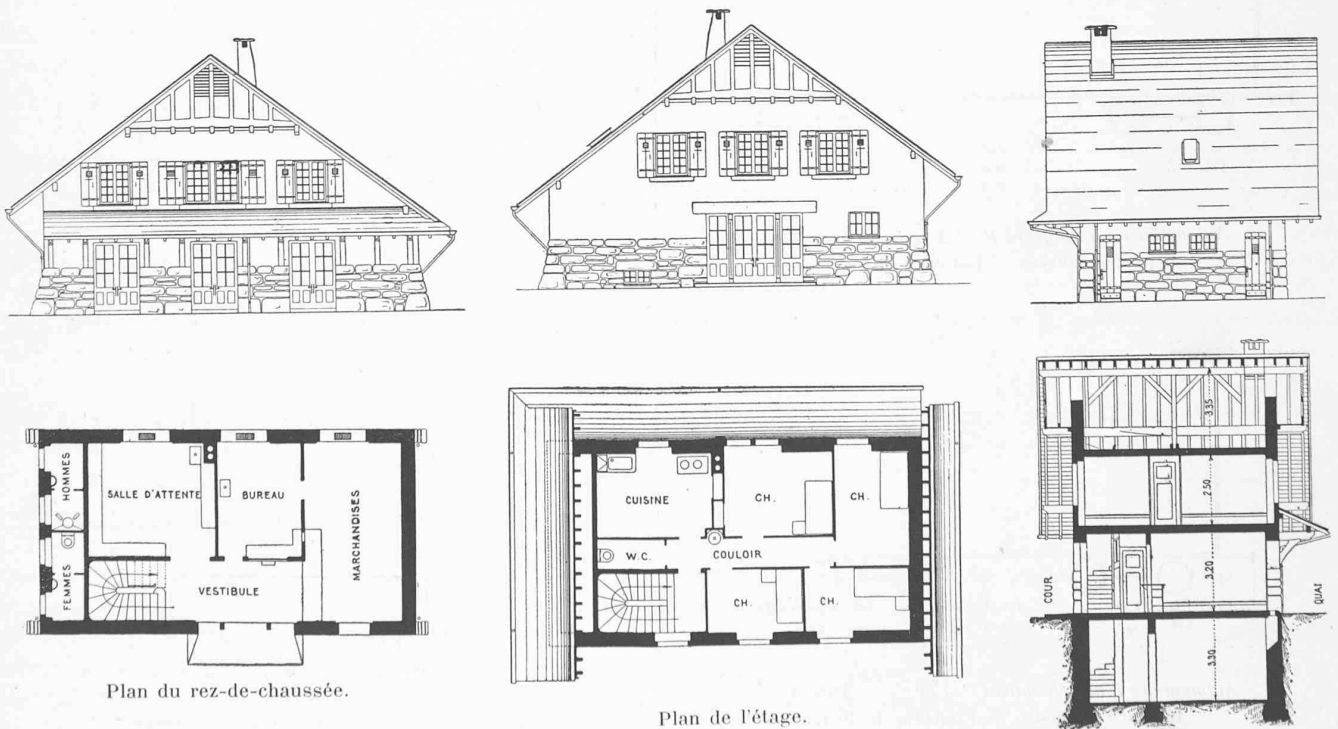 HOMMES
FEMMES
SALLE D'ATTENTE
BUREAU
MARCHANDISES
VESTIBULE
Plan du rez-de-chaussée.
CUISINE
CH.
CH.
W.C.
COULOIR
CH.
CH.
Plan de l'étage.
3.35
2.50
3.20
3.30
COUR
QUAI